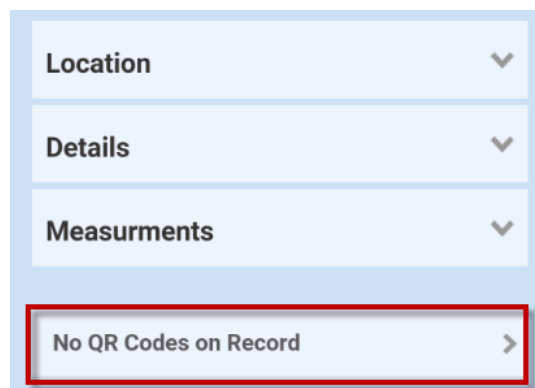 Location
Details
Measurments
No QR Codes on Record